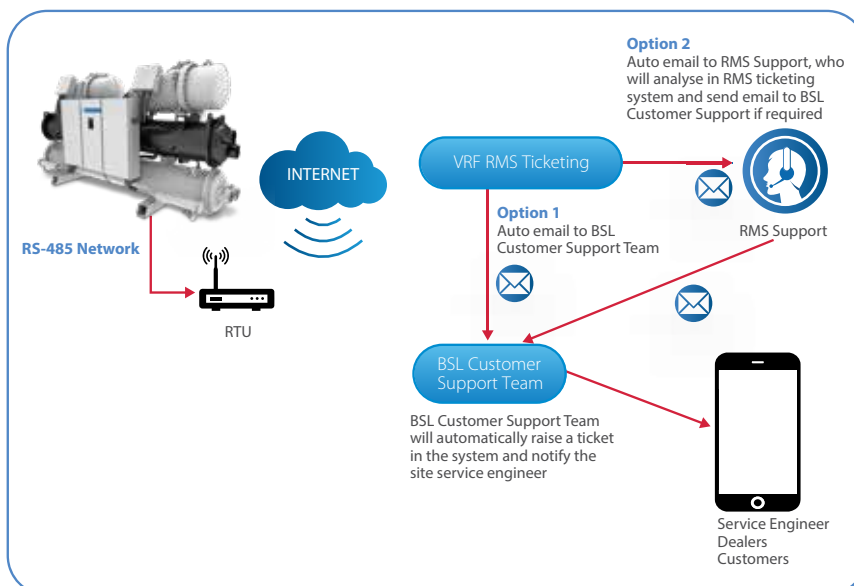 Option 2
Auto email to RMS Support, who
will analyse in RMS ticketing
system and send email to BSL
Customer Support if required
VRF RMS Ticketing
INTERNET
RMS Support
Option 1
Auto email to BSL
Customer Support Team
RS-485 Network
RTU
BSL Customer
Support Team
BSL Customer Support Team
will automatically raise a ticket
in the system and notify the
site service engineer
Service Engineer
Dealers
Customers